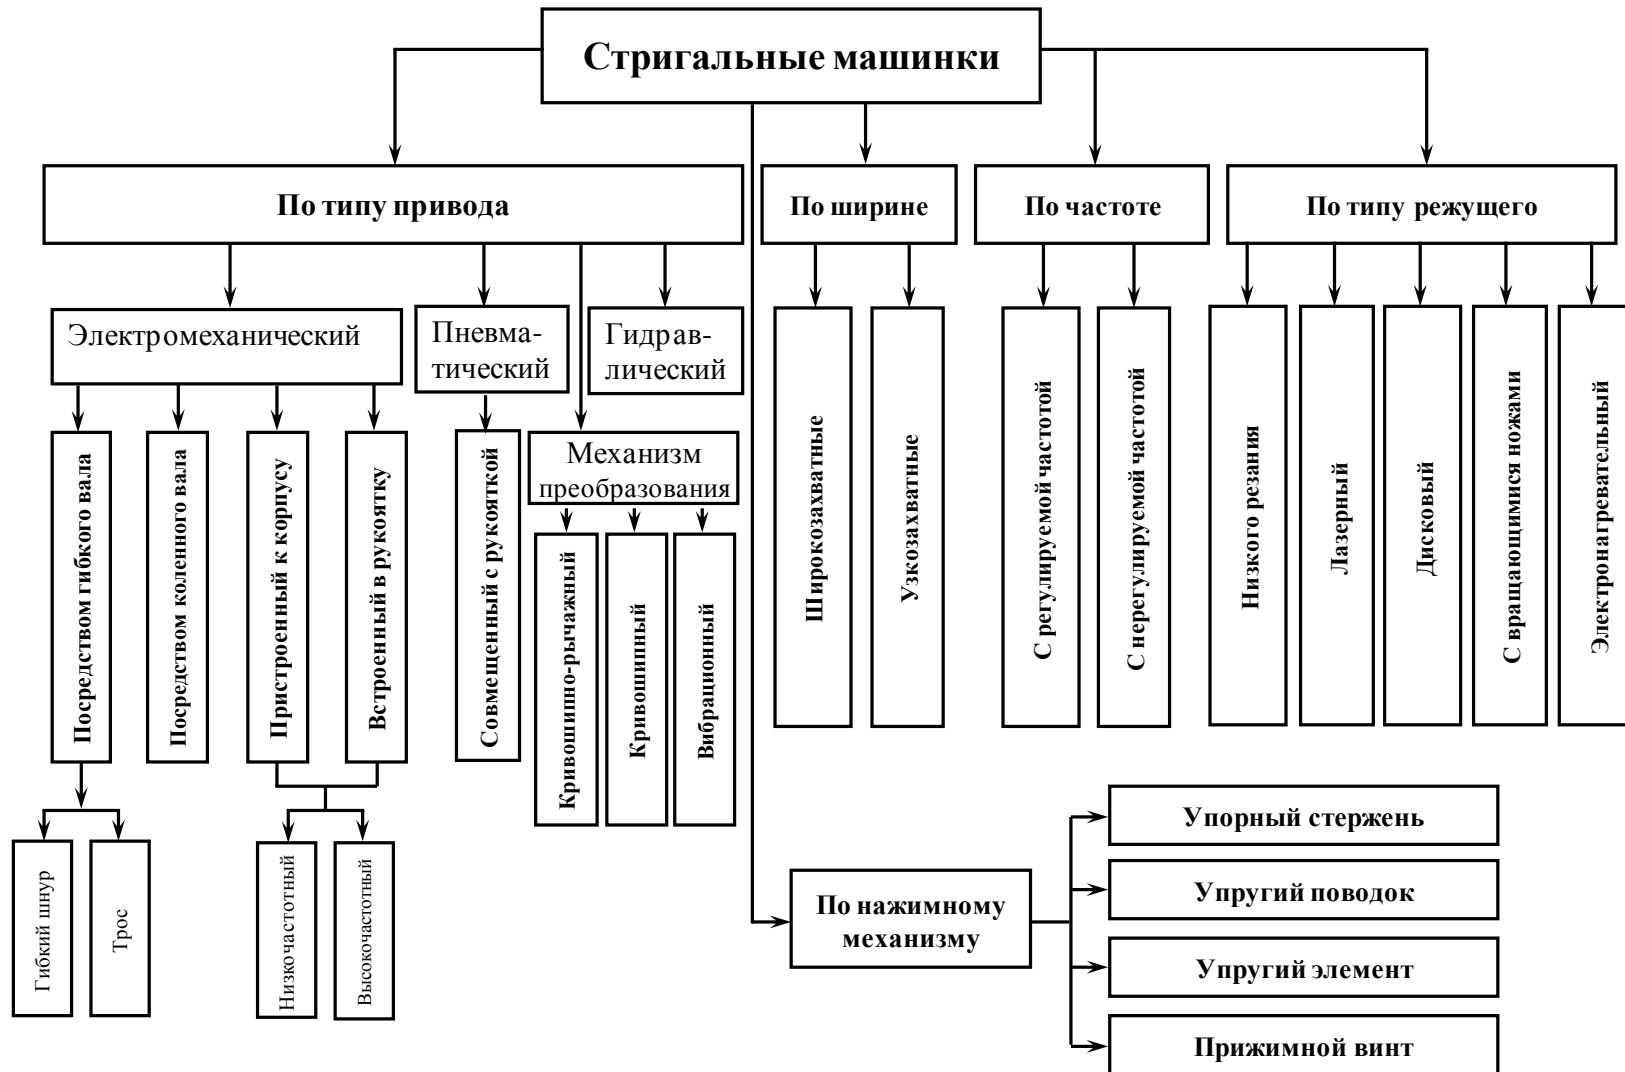 Стригальные машинки
По типу привода
По ширине
По частоте
По типу режущего
Электромеханический
Пневма-
тический
Гидрав-
лический
Механизм
преобразования
Посредством гибкого вала
Посредством коленного вала
Пристроенный к корпусу
Встроенный в рукоятку
Совмещенный с рукояткой
Кривошипно-рычажный
Кривошипный
Вибрационный
Широкозахватные
Узкозахватные
С регулируемой частотой
С нерегулируемой частотой
Низкого резания
Лазерный
Дисковый
С вращающимися ножами
Электронагревательный
Гибкий шнур
Трос
Низкочастотный
Высокочастотный
По нажимному
механизму
Упорный стержень
Упругий поводок
Упругий элемент
Прижимной винт